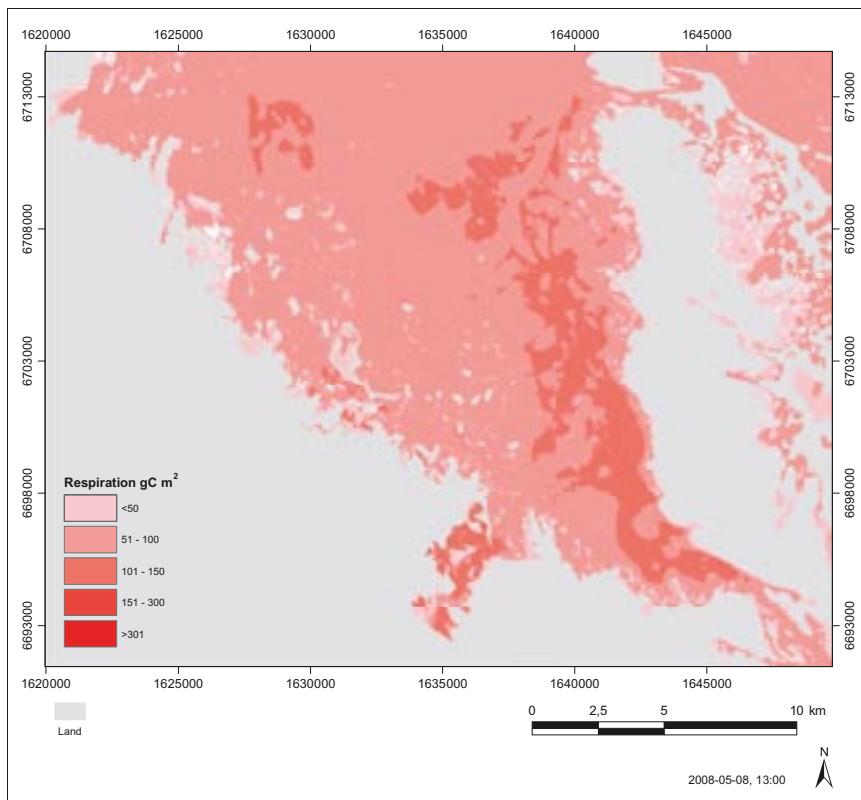 1620000 1625000 1630000 1635000 1640000 1645000
6713000 6713000
6708000 6708000
6703000 6703000
6698000 6698000
6693000 6693000
Respiration gC m²
<50
51 - 100
101 - 150
151 - 300
>301
1620000 1625000 1630000 1635000 1640000 1645000
Land
0 2,5 5 10 km
N
2008-05-08, 13:00